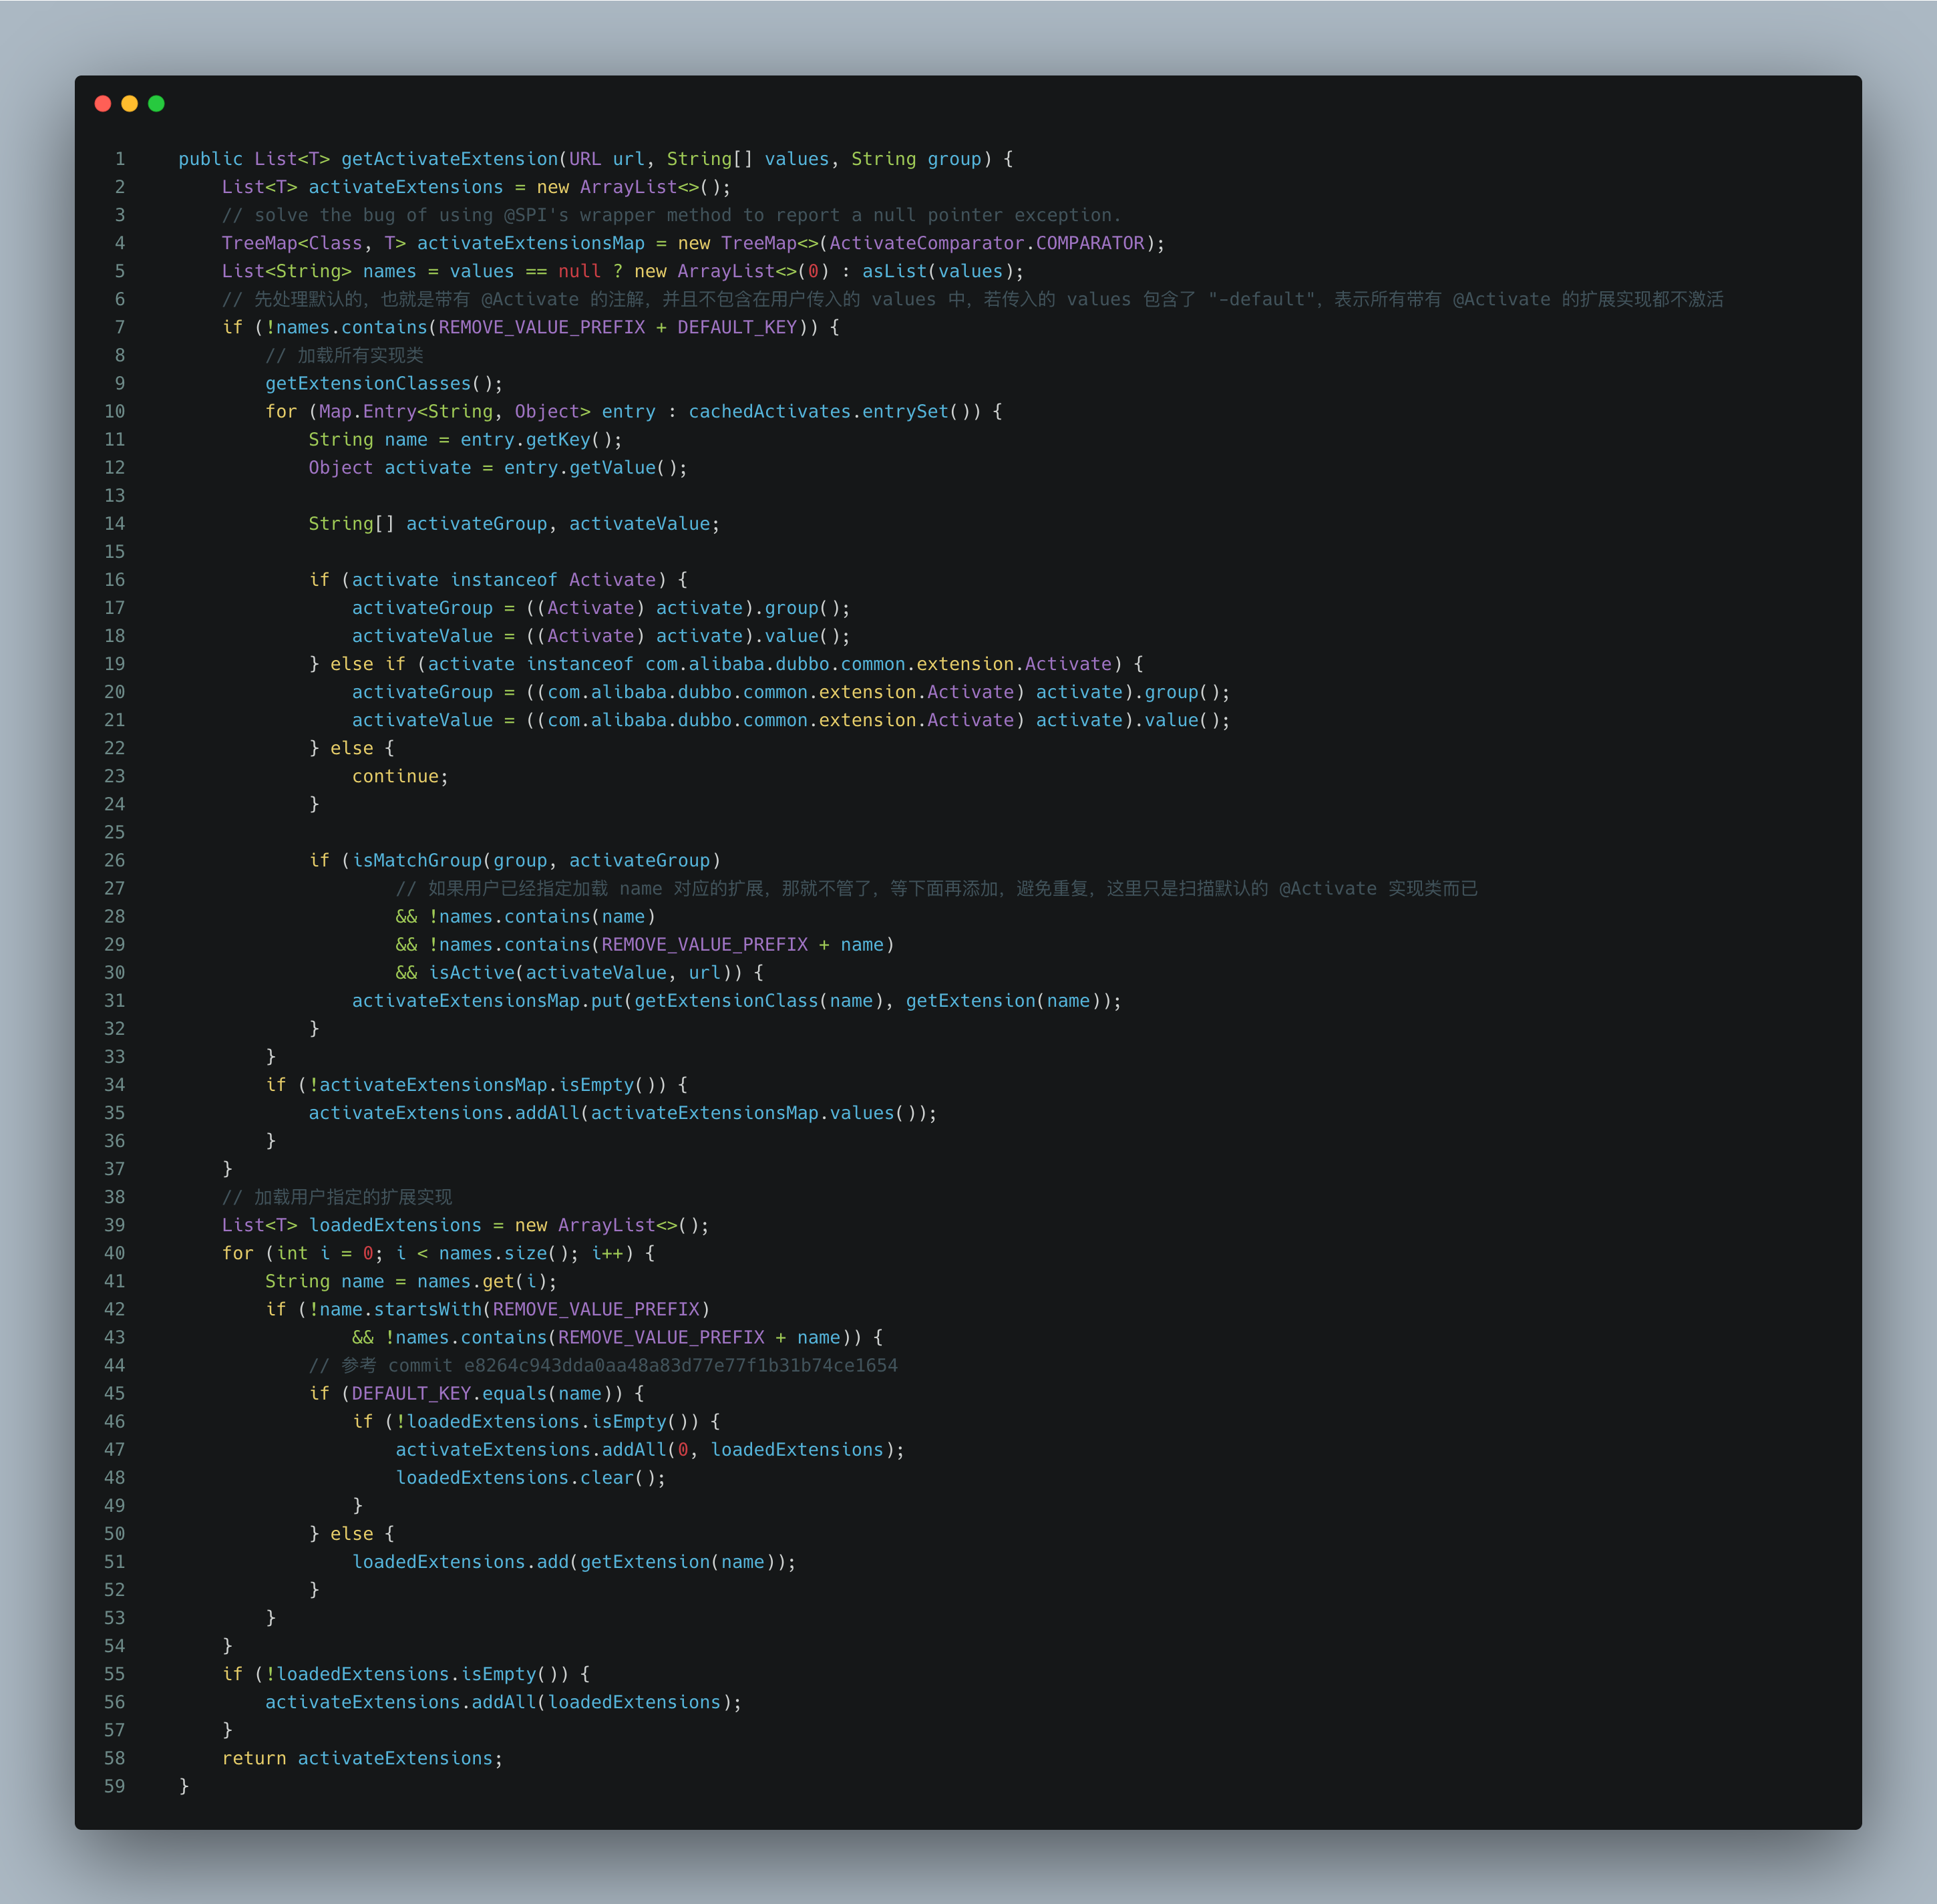 1 public List<T> getActivateExtension(URL url, String[] values, String group) {
2 List<T> activateExtensions = new ArrayList<>();
3 // solve the bug of using @SPI's wrapper method to report a null pointer exception.
4 TreeMap<Class, T> activateExtensionsMap = new TreeMap<>(ActivateComparator.COMPARATOR);
5 List<String> names = values == null ? new ArrayList<>(0) : asList(values);
6 // 先处理默认的，也就是带有 @Activate 的注解，并且不包含在用户传入的 values 中，若传入的 values 包含了 "-default"，表示所有带有 @Activate 的扩展实现都不激活
7 if (!names.contains(REMOVE_VALUE_PREFIX + DEFAULT_KEY)) {
8 // 加载所有实现类
9 getExtensionClasses();
10 for (Map.Entry<String, Object> entry : cachedActivates.entrySet()) {
11 String name = entry.getKey();
12 Object activate = entry.getValue();
13
14 String[] activateGroup, activateValue;
15
16 if (activate instanceof Activate) {
17 activateGroup = ((Activate) activate).group();
18 activateValue = ((Activate) activate).value();
19 } else if (activate instanceof com.alibaba.dubbo.common.extension.Activate) {
20 activateGroup = ((com.alibaba.dubbo.common.extension.Activate) activate).group();
21 activateValue = ((com.alibaba.dubbo.common.extension.Activate) activate).value();
22 } else {
23 continue;
24 }
25
26 if (isMatchGroup(group, activateGroup)
27 // 如果用户已经指定加载 name 对应的扩展，那就不管了，等下面再添加，避免重复，这里只是扫描默认的 @Activate 实现类而已
28 && !names.contains(name)
29 && !names.contains(REMOVE_VALUE_PREFIX + name)
30 && isActive(activateValue, url)) {
31 activateExtensionsMap.put(getExtensionClass(name), getExtension(name));
32 }
33 }
34 if (!activateExtensionsMap.isEmpty()) {
35 activateExtensions.addAll(activateExtensionsMap.values());
36 }
37 }
38 // 加载用户指定的扩展实现
39 List<T> loadedExtensions = new ArrayList<>();
40 for (int i = 0; i < names.size(); i++) {
41 String name = names.get(i);
42 if (!name.startsWith(REMOVE_VALUE_PREFIX)
43 && !names.contains(REMOVE_VALUE_PREFIX + name)) {
44 // 参考 commit e8264c943dda0aa48a83d77e77f1b31b74ce1654
45 if (DEFAULT_KEY.equals(name)) {
46 if (!loadedExtensions.isEmpty()) {
47 activateExtensions.addAll(0, loadedExtensions);
48 loadedExtensions.clear();
49 }
50 } else {
51 loadedExtensions.add(getExtension(name));
52 }
53 }
54 }
55 if (!loadedExtensions.isEmpty()) {
56 activateExtensions.addAll(loadedExtensions);
57 }
58 return activateExtensions;
59 }